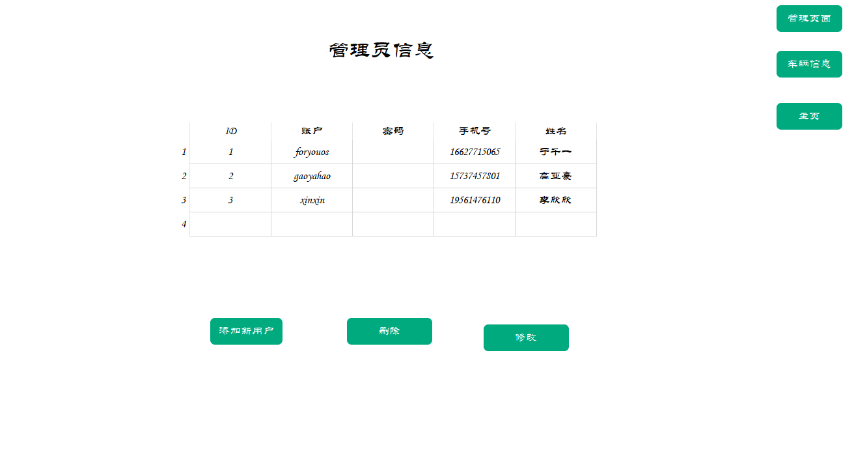 管理页面
管理员信息
车辆信息
主页
ID 账户 密码 手机号 姓名
1 1 foryouos 16627715065 于千一
2 2 gaoyahao 15737457801 高亚豪
3 3 xinxin 19561476110 李欣欣
4
添加新用户 删除 修改